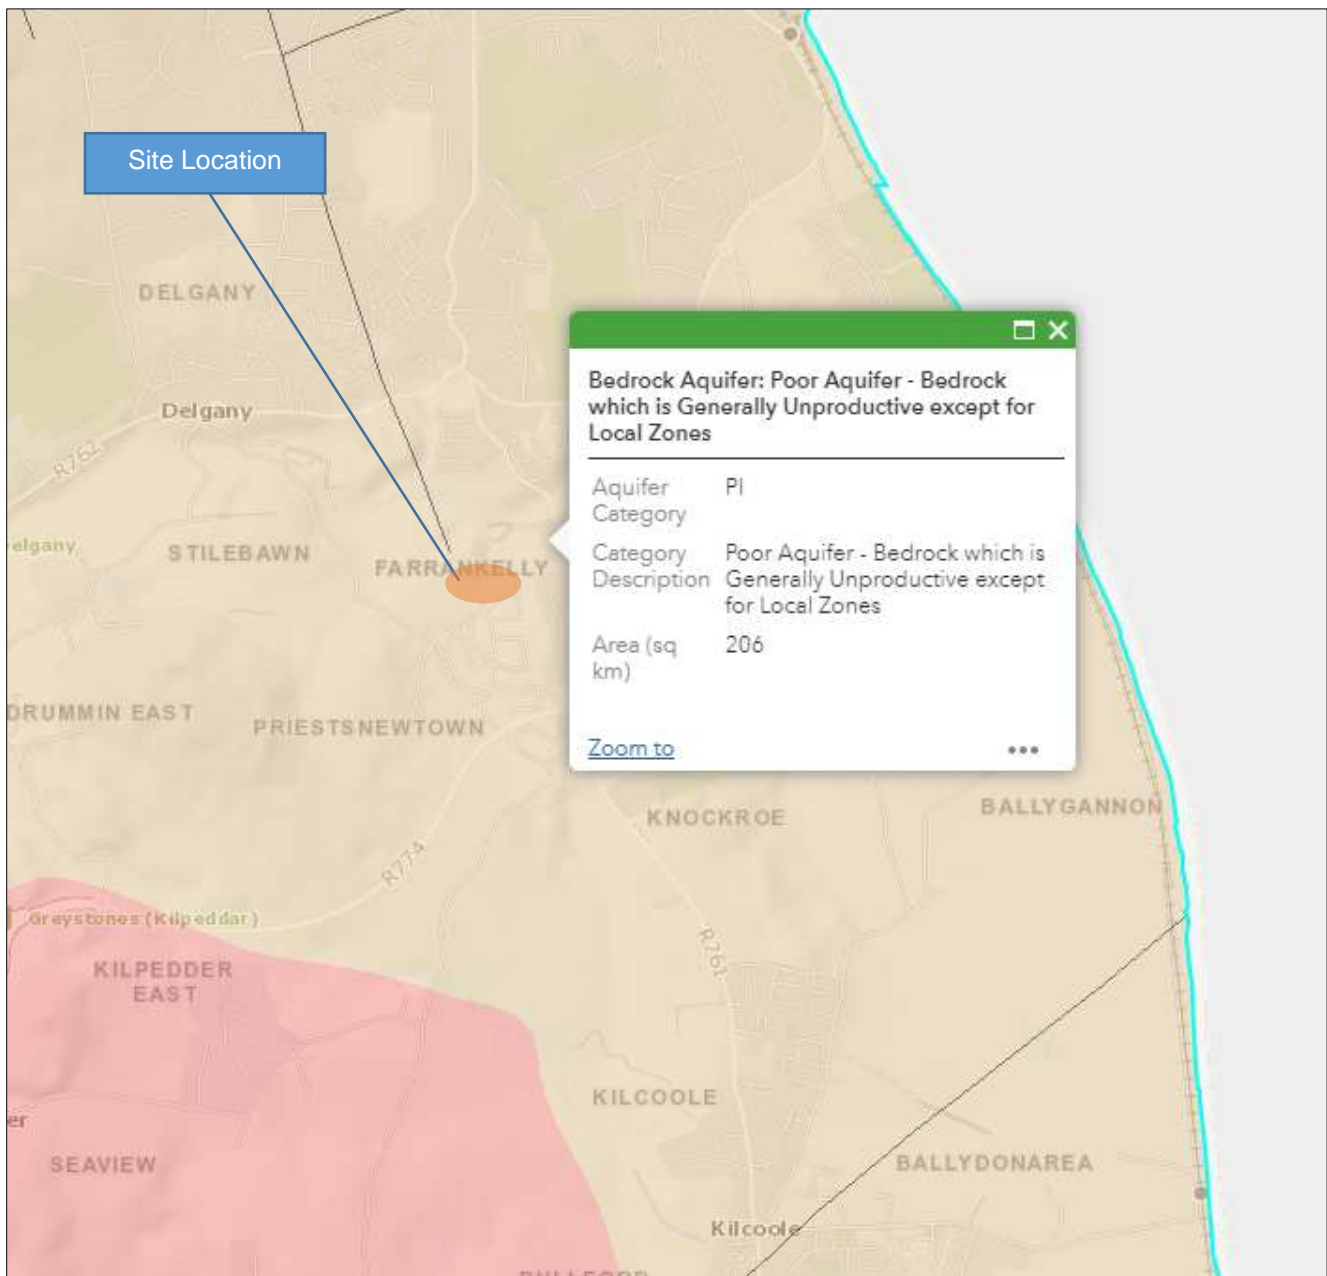 Site Location
DELGANY
Delgany
R762
elgany
STILEBAWN
FARRANKELLY
Bedrock Aquifer: Poor Aquifer - Bedrock
which is Generally Unproductive except for
Local Zones
Aquifer
Category
Pl
Category
Description
Poor Aquifer - Bedrock which is
Generally Unproductive except
for Local Zones
Area (sq
km)
206
Zoom to
DRUMMIN EAST
PRIESTSNEWTOWN
KNOCKROE
BALLYGANNON
R774
Greystones (Kilpeddar)
R761
KILPEDDER
EAST
KILCOOLE
er
SEAVIEW
BALLYDONAREA
Kilcoole